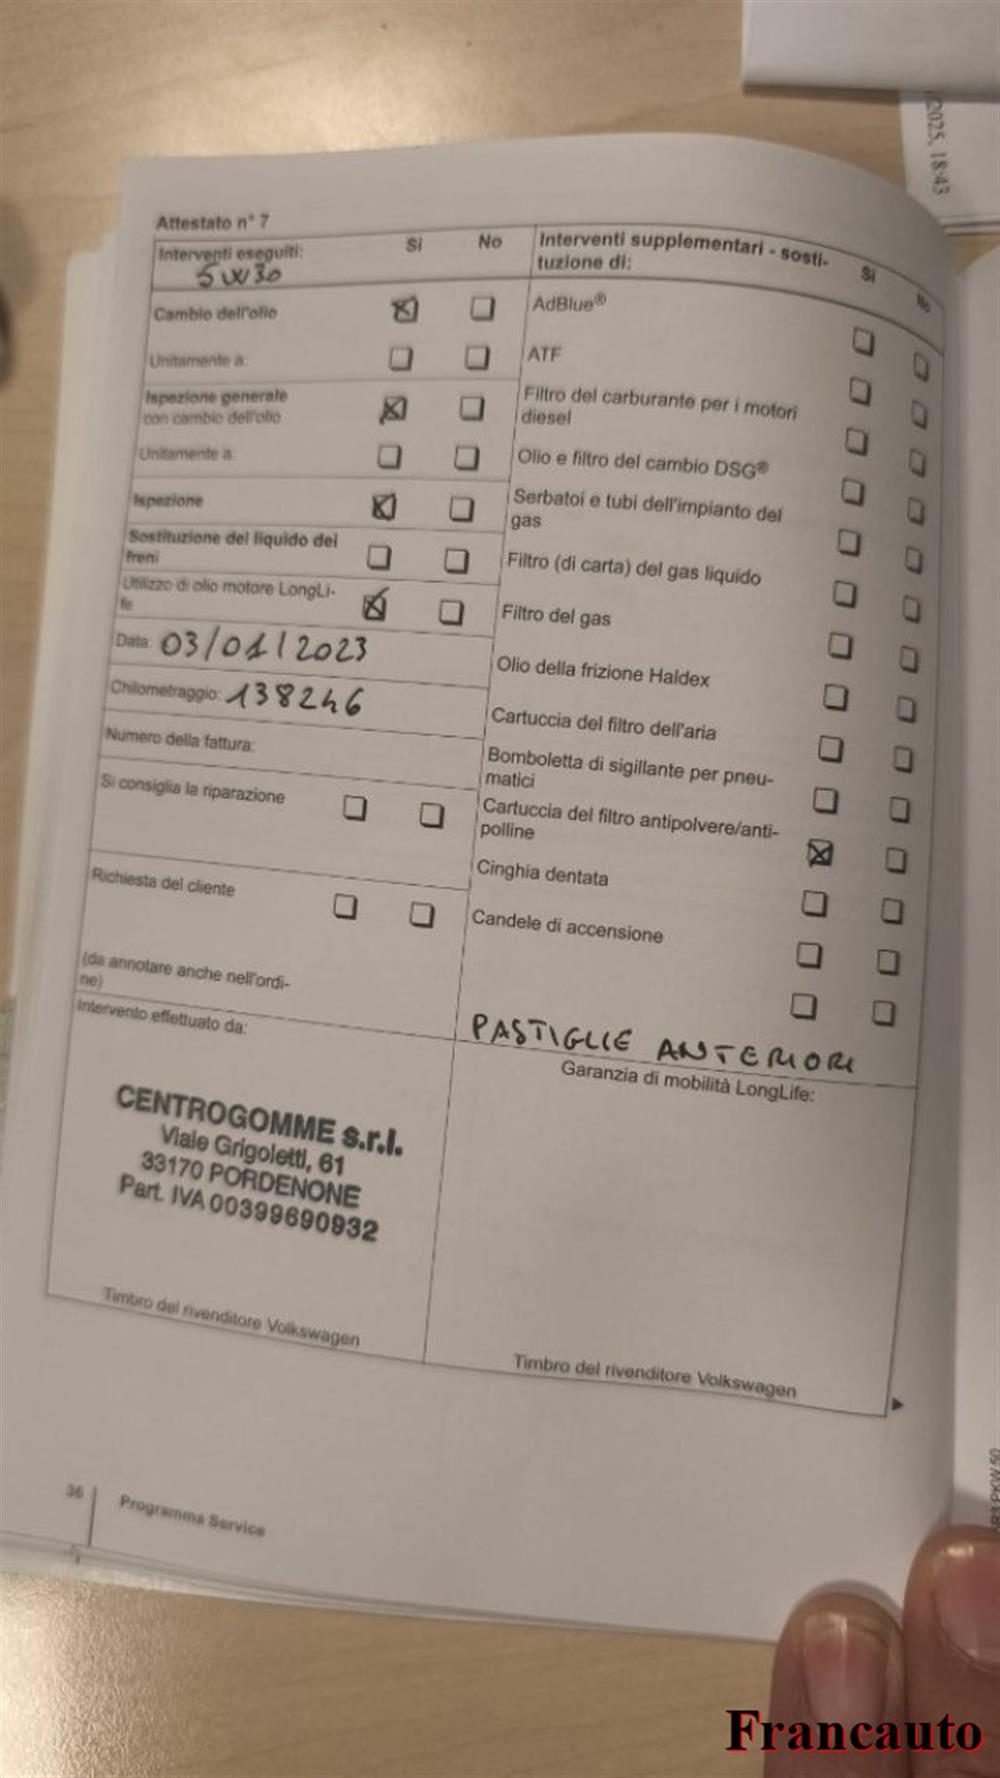 /2025, 18:43
Attestato n° 7
Interventi eseguiti:
Si
No
5W30
Cambio dell'olio
Unitamente a:
Ispezione generale
con cambio dell'olio
Unitamente a:
Ispezione
Sostituzione del liquido dei
freni
Utilizzo di olio motore LongLi-
fe
Data: 03/01/2023
Chilometraggio: 138246
Numero della fattura:
Si consiglia la riparazione
Richiesta del cliente
(da annotare anche nell'ordi-
ne)
Intervento effettuato da:
CENTROGOMME s.r.l.
Viale Grigoletti, 61
33170 PORDENONE
Part. IVA 00399690932
Timbro del rivenditore Volkswagen
Interventi supplementari - sosti-
tuzione di:
Si
No
AdBlue®
ATF
Filtro del carburante per i motori
diesel
Olio e filtro del cambio DSG®
Serbatoi e tubi dell'impianto del
gas
Filtro (di carta) del gas liquido
Filtro del gas
Olio della frizione Haldex
Cartuccia del filtro dell'aria
Bomboletta di sigillante per pneu-
matici
Cartuccia del filtro antipolvere/anti-
polline
Cinghia dentata
Candele di accensione
PASTIGLIE ANTERIORI
Garanzia di mobilità LongLife:
Timbro del rivenditore Volkswagen
36
Programma Service
Francauto